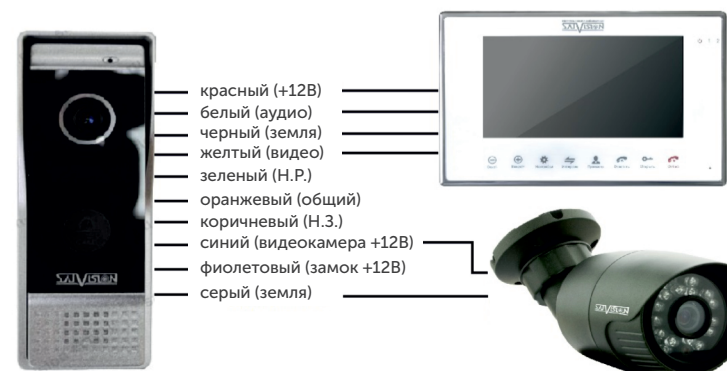 SATVISION
красный (+12В)
белый (аудио)
черный (земля)
желтый (видео)
зеленый (Н.Р.)
оранжевый (общий)
коричневый (Н.З.)
синий (видеокамера +12В)
фиолетовый (замок +12В)
серый (земля)
SATVISION
SATVISION